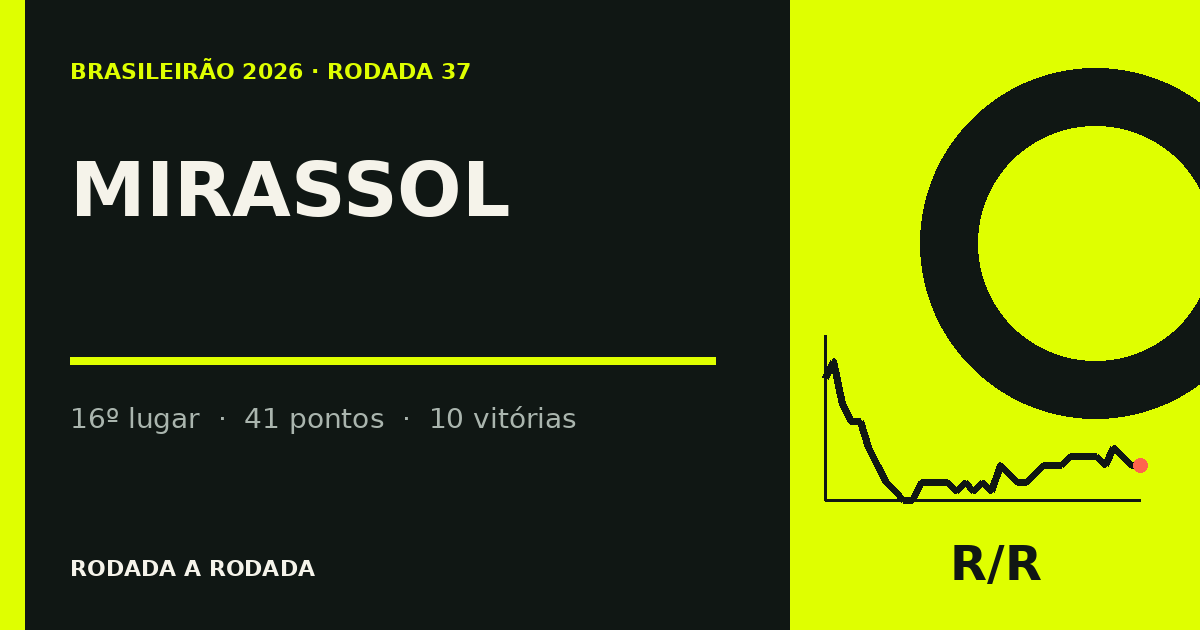 BRASILEIRÃO 2026 · RODADA 37
MIRASSOL
16º lugar · 41 pontos · 10 vitórias
RODADA A RODADA
R/R